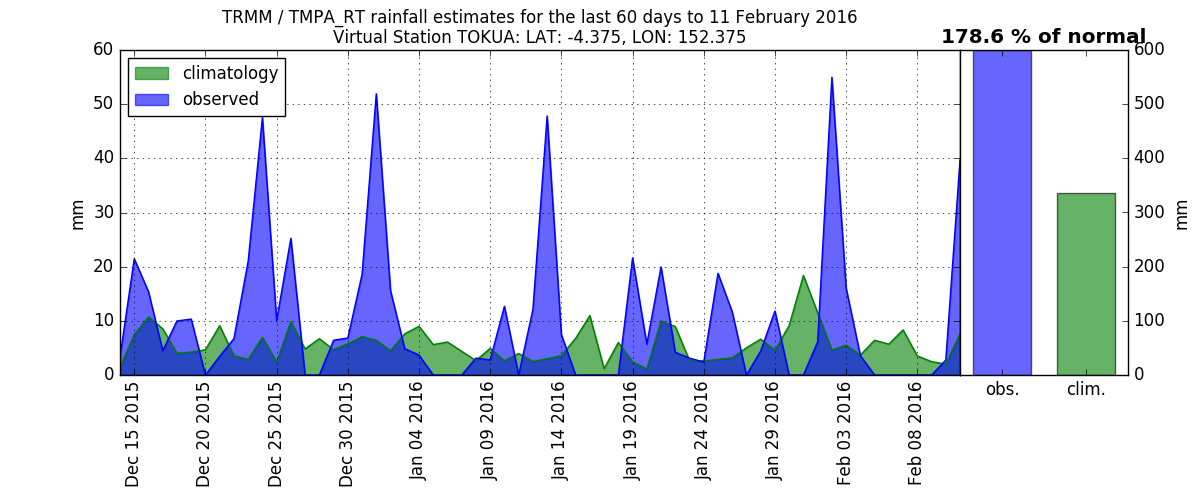 TRMM / TMPA_RT rainfall estimates for the last 60 days to 11 February 2016
Virtual Station TOKUA: LAT: -4.375, LON: 152.375
178.6 % of normal
climatology
observed
mm
60
50
40
30
20
10
0
Dec 15 2015
Dec 20 2015
Dec 25 2015
Dec 30 2015
Jan 04 2016
Jan 09 2016
Jan 14 2016
Jan 19 2016
Jan 24 2016
Jan 29 2016
Feb 03 2016
Feb 08 2016
obs.
clim.
600
500
400
300
200
100
0
mm